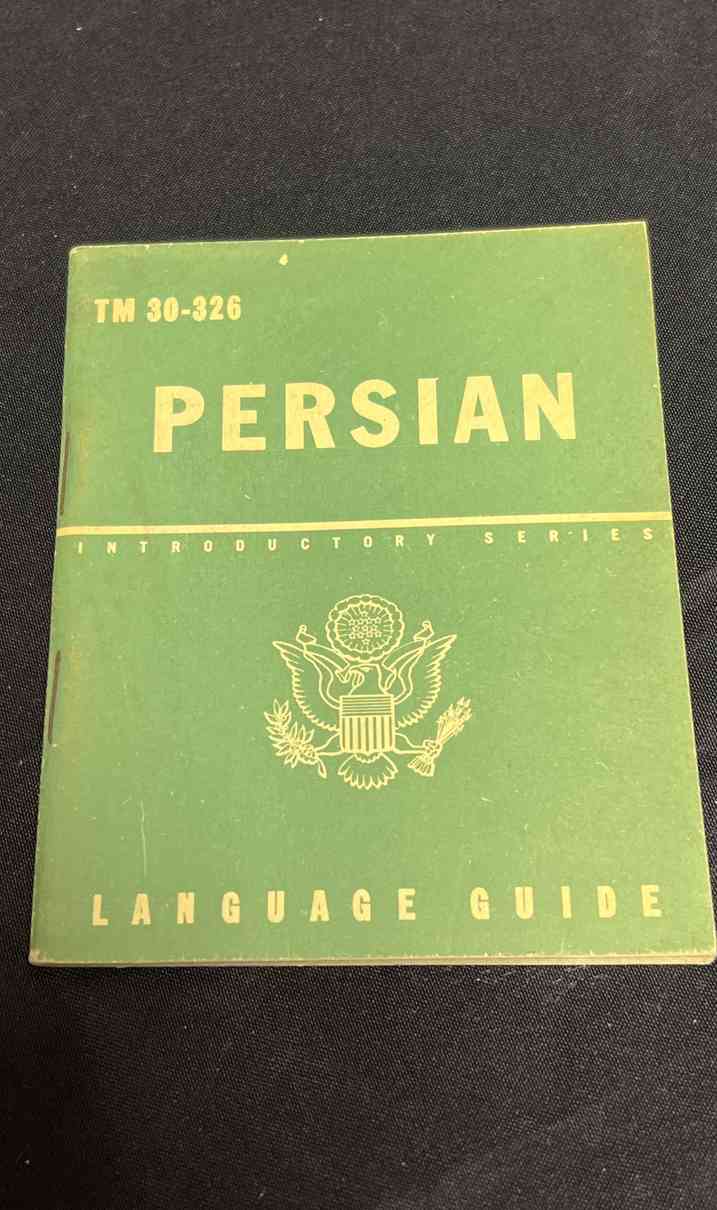 TM 30-326
PERSIAN
INTRODUCTORY SERIES
LANGUAGE GUIDE